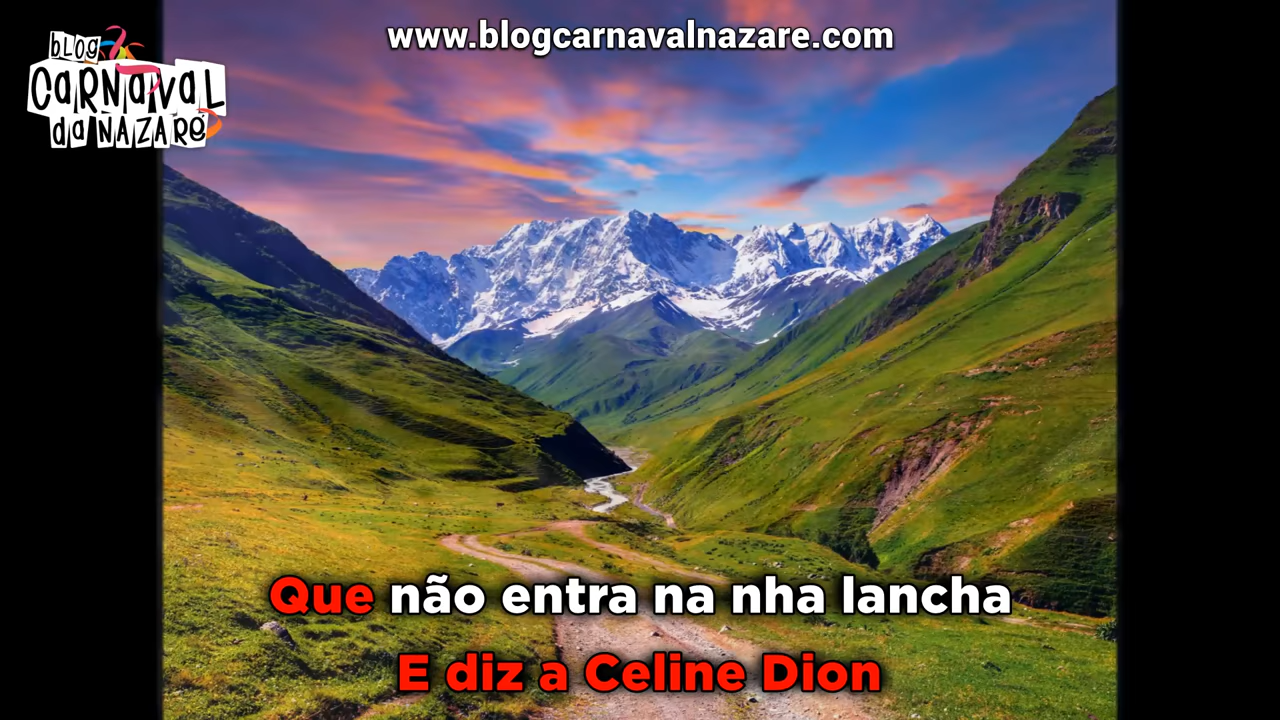 www.blogcarnavalnazare.com
blog
CARNAVAL
da NAZARé
Que não entra na nha lancha
E diz a Celine Dion